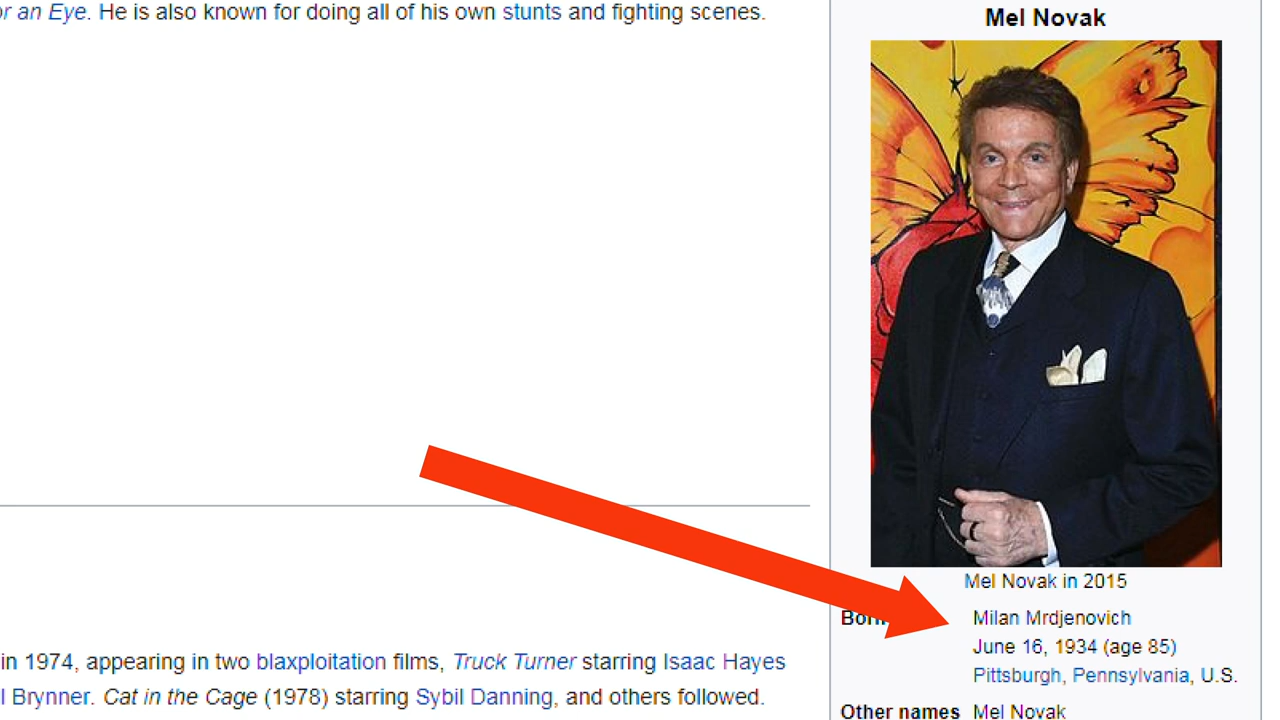 or an Eye. He is also known for doing all of his own stunts and fighting scenes.
in 1974, appearing in two blaxploitation films, Truck Turner starring Isaac Hayes
l Brynner. Cat in the Cage (1978) starring Sybil Danning, and others followed.
Mel Novak
Mel Novak in 2015
Born Milan Mrdjenovich
June 16, 1934 (age 85)
Pittsburgh, Pennsylvania, U.S.
Other names Mel Novak